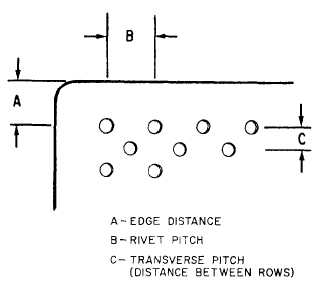 B
A
C
A-EDGE DISTANCE
B-RIVET PITCH
C-TRANSVERSE PITCH
(DISTANCE BETWEEN ROWS)